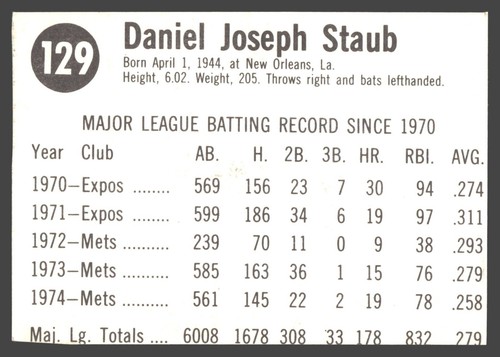 129
Daniel Joseph Staub
Born April 1, 1944, at New Orleans, La.
Height, 6.02. Weight, 205. Throws right and bats lefthanded.
MAJOR LEAGUE BATTING RECORD SINCE 1970
Year Club AB. H. 2B. 3B. HR. RBI. AVG.
1970—Expos ........ 569 156 23 7 30 94 .274
1971—Expos ........ 599 186 34 6 19 97 .311
1972—Mets .......... 239 70 11 0 9 38 .293
1973—Mets .......... 585 163 36 1 15 76 .279
1974—Mets .......... 561 145 22 2 19 78 .258
Maj. Lg. Totals .... 6008 1678 308 33 178 832 .279